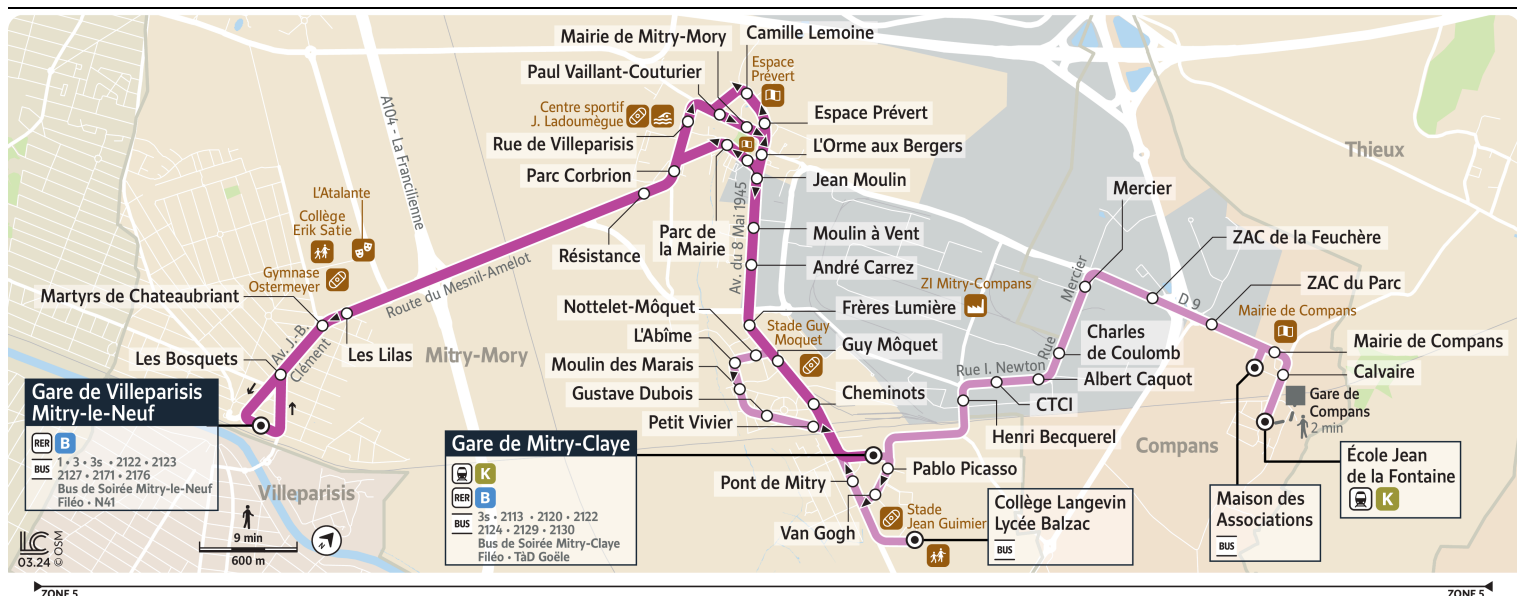 Mairie de Mitry-Mory
Camille Lemoine
Paul Vaillant-Couturier
Espace
Prévert
Centre sportif
J. Ladoumègue
Espace Prévert
Rue de Villeparisis
L'Orme aux Bergers
Parc Corbrion
Jean Moulin
A104 - La Francilienne
Thieux
Mercier
L'Atalante
Collège
Erik Satie
Gymnase
Ostermeyer
Résistance
Parc de
la Mairie
Av. du 8 Mai 1945
Moulin à Vent
André Carrez
ZAC de la Feuchère
Martyrs de Chateaubriant
Route du Mesnil-Amelot
ZI Mitry-Compans
Rue Mercier
D 9
ZAC du Parc
Nottelet-Môquet
Frères Lumière
Mairie de Compans
L'Abîme
Stade Guy
Moquet
Guy Môquet
Charles
de Coulomb
Mairie de Compans
Les Bosquets
Av. J.-B.
Clément
Les Lilas
Mitry-Mory
Moulin des Marais
Rue I. Newton
Albert Caquot
Calvaire
Gustave Dubois
Cheminots
CTCI
Gare de
Compans
2 min
Petit Vivier
Henri Becquerel
Compans
Gare de Villeparisis
Mitry-le-Neuf
RER B
BUS
1 • 3 • 3s • 2122 • 2123
2127 • 2171 • 2176
Bus de Soirée Mitry-le-Neuf
Filéo • N41
Villeparisis
Gare de Mitry-Claye
K
RER B
BUS
3s • 2113 • 2120 • 2122
2124 • 2129 • 2130
Bus de Soirée Mitry-Claye
Filéo • TàD Goële
Pablo Picasso
Pont de Mitry
Van Gogh
Stade
Jean Guimier
Collège Langevin
Lycée Balzac
BUS
Maison des
Associations
BUS
École Jean
de la Fontaine
K
9 min
600 m
LC
03.24 © OSM
ZONE 5
ZONE 5